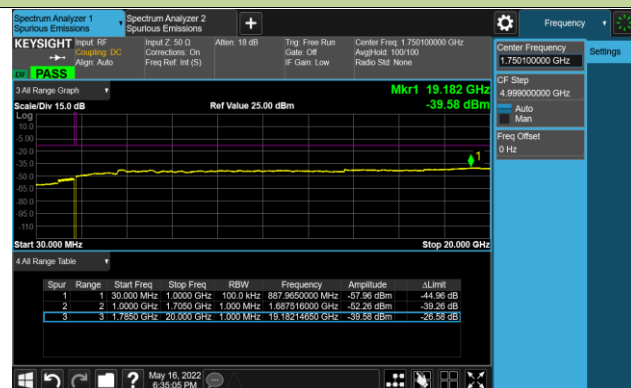 Spectrum Analyzer 1
Spurious Emissions
Spectrum Analyzer 2
Spurious Emissions
+
Frequency
KEYSIGHT
Input: RF
Coupling: DC
Align: Auto
Input Z: 50 Ω
Corrections: On
Freq Ref: Int (S)
Atten: 18 dB
Trig: Free Run
Gate: Off
IF Gain: Low
Center Freq: 1.750100000 GHz
Avg|Hold: 100/100
Radio Std: None
PASS
Center Frequency
1.750100000 GHz
Settings
CF Step
4.999000000 GHz
Auto
Man
Freq Offset
0 Hz
3 All Range Graph
Mkr1 19.182 GHz
-39.58 dBm
Scale/Div 15.0 dB
Ref Value 25.00 dBm
Log
10.0
-5.00
-20.0
-35.0
-50.0
-65.0
-80.0
-95.0
-110
1
Start 30.000 MHz
Stop 20.000 GHz
4 All Range Table
Spur Range Start Freq Stop Freq RBW Frequency Amplitude ΔLimit
1 1 30.000 MHz 1.0000 GHz 100.0 kHz 887.9650000 MHz -57.96 dBm -44.96 dB
2 2 1.0000 GHz 1.7050 GHz 1.000 MHz 1.687516000 GHz -52.26 dBm -39.26 dB
3 3 1.7850 GHz 20.000 GHz 1.000 MHz 19.18214650 GHz -39.58 dBm -26.58 dB
?
May 16, 2022
6:35:05 PM